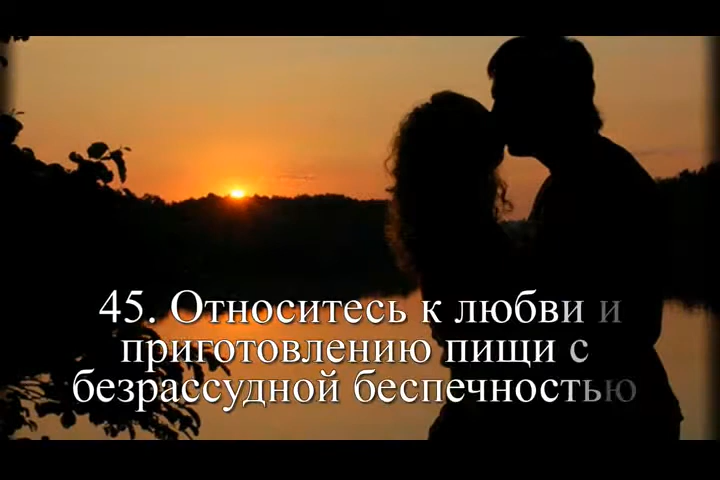 45. Относитесь к любви и
приготовлению пищи с
безрассудной беспечностью